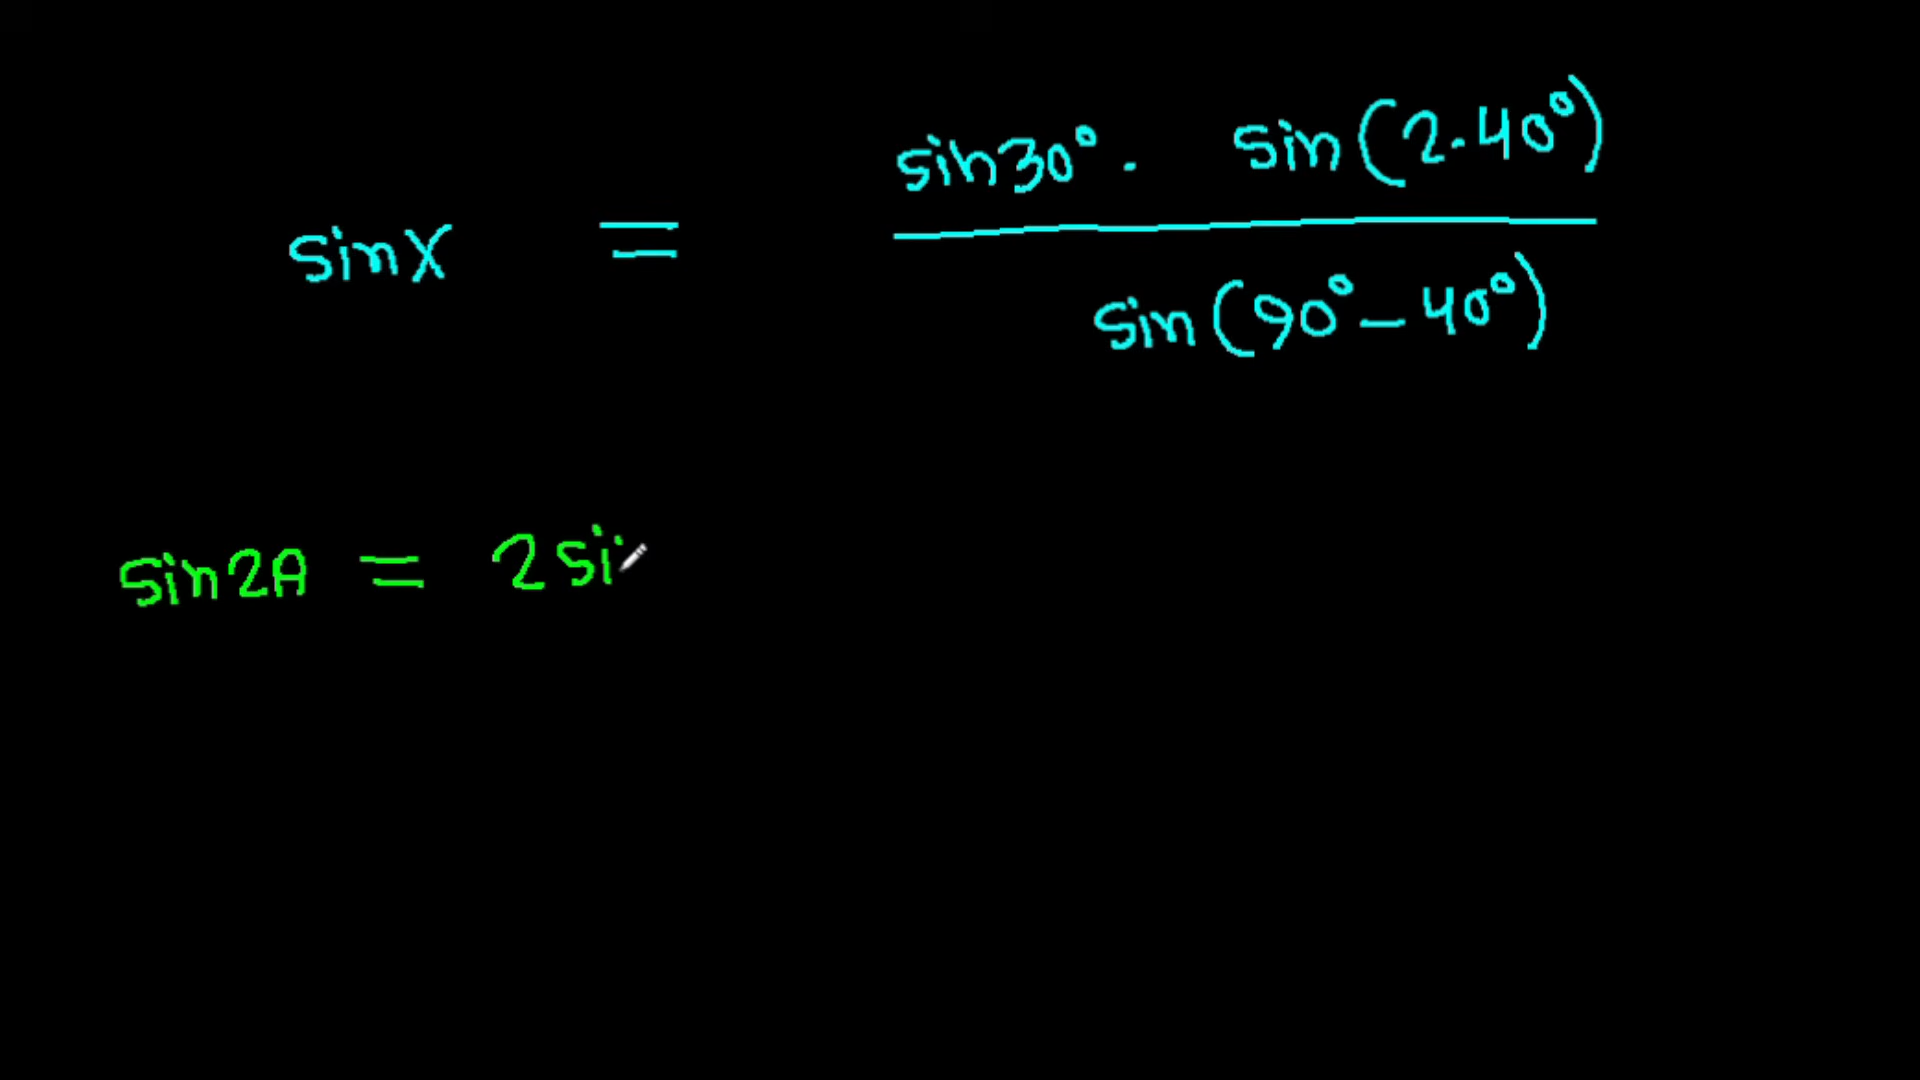 sin30° . sin(2.40°)
sinX =
sin(90°-40°)
sin2A = 2si